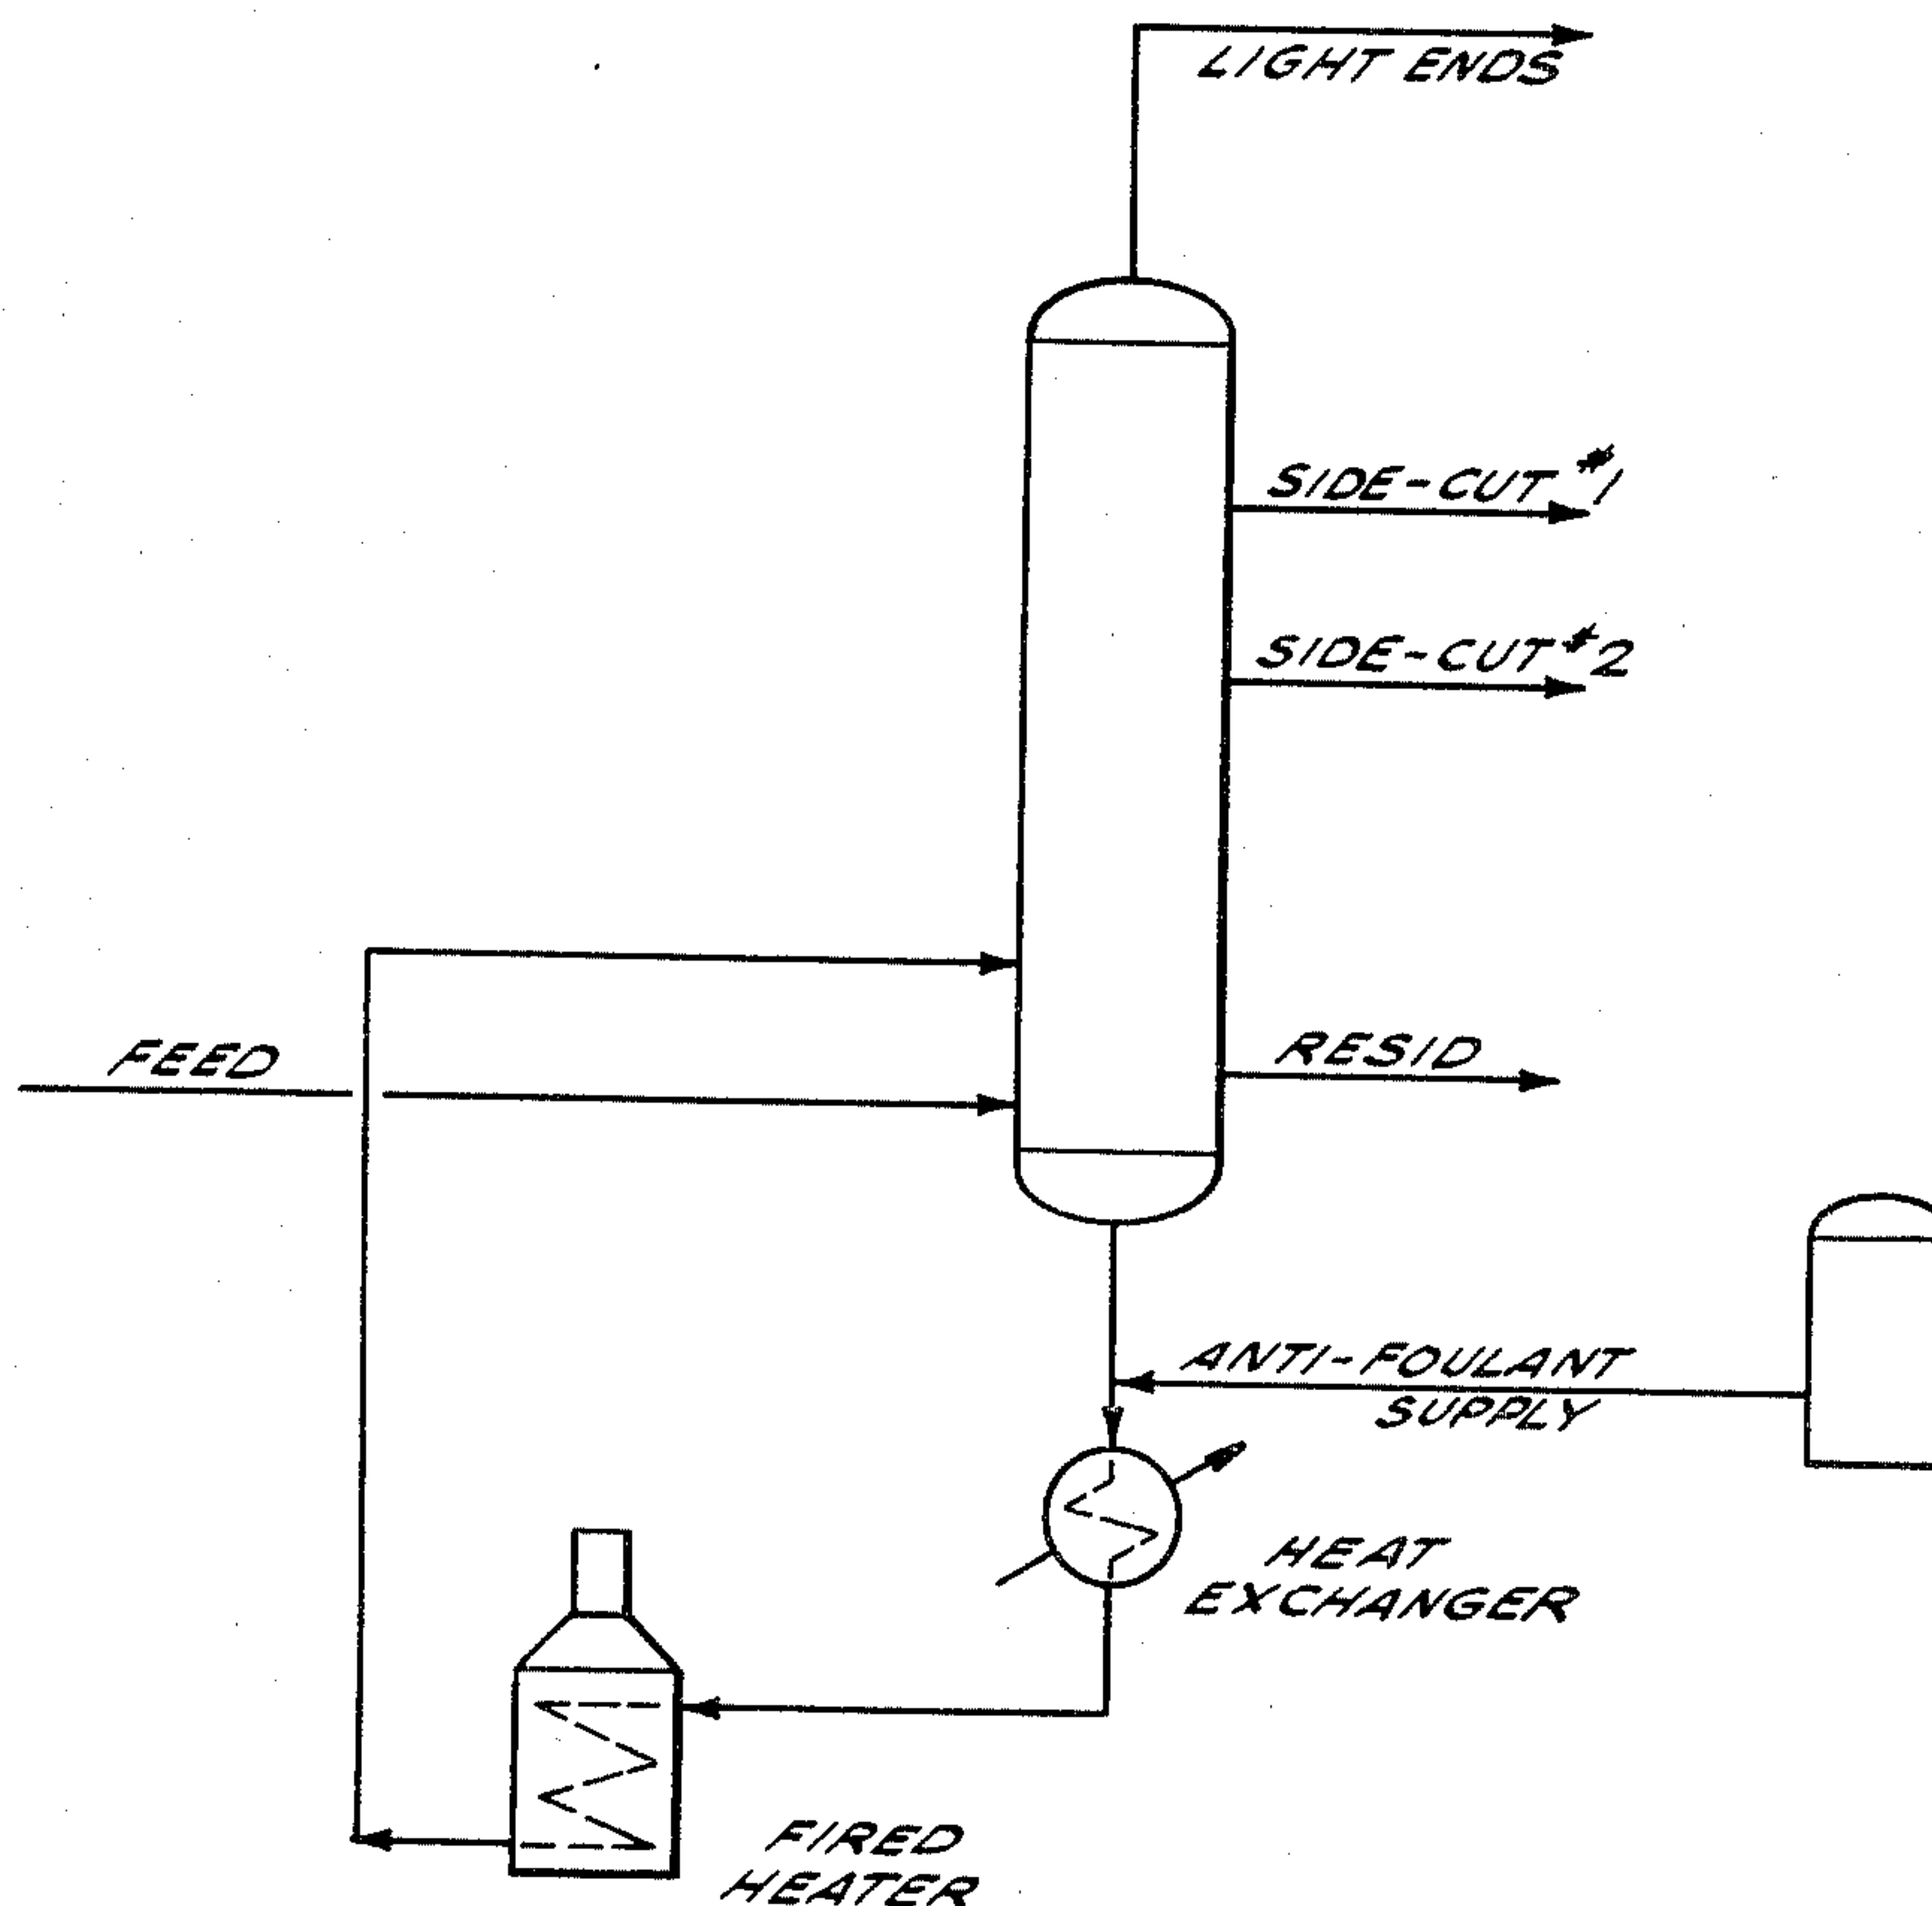 LIGHT ENDS
SIDE-CUT #1
SIDE-CUT #2
FEED
RESID
ANTI-FOULANT
SUPPLY
HEAT
EXCHANGER
FIRED
HEATER